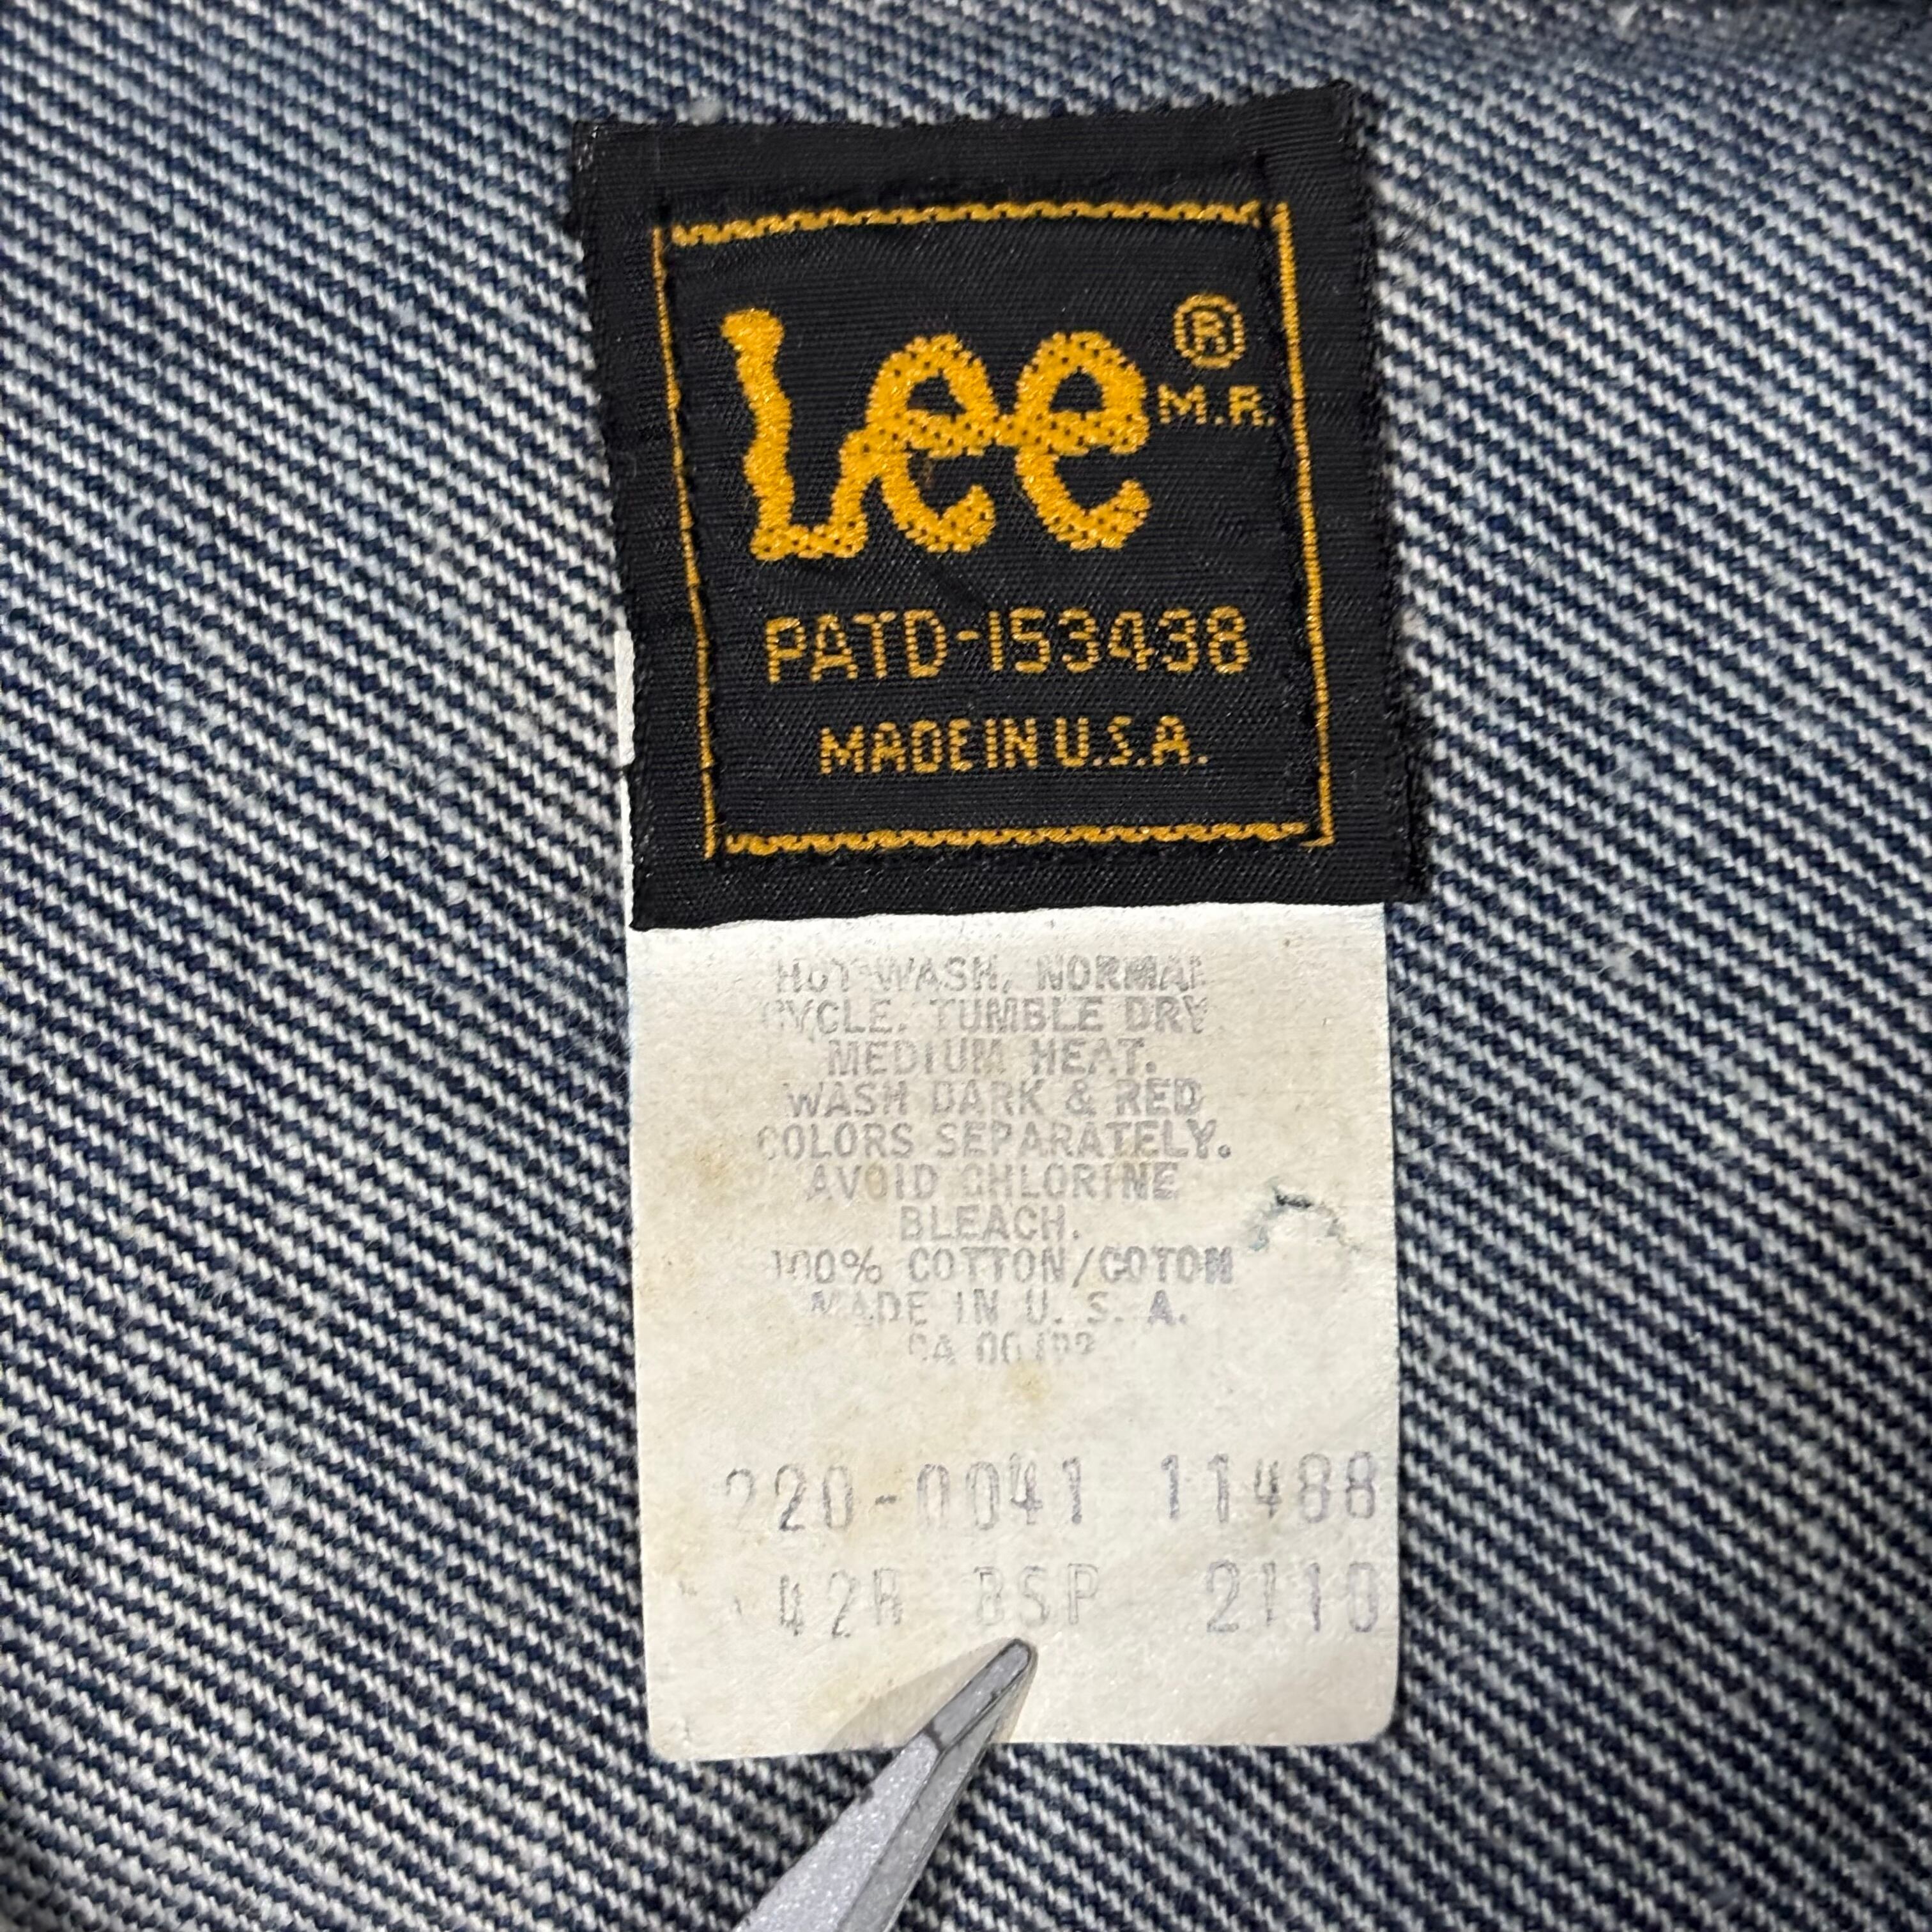 Lee ®
M.R.
PATD-153438
MADE IN U.S.A.
HOT WASH, NORMAL
CYCLE. TUMBLE DRY
MEDIUM HEAT.
WASH DARK & RED
COLORS SEPARATELY.
AVOID CHLORINE
BLEACH.
100% COTTON/COTON
MADE IN U. S. A.
220-0041 11488
42R BSP 2110